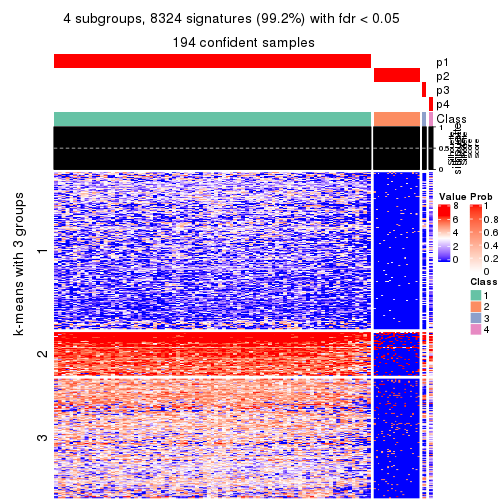 4 subgroups, 8324 signatures (99.2%) with fdr < 0.05
194 confident samples
p1
p2
p3
p4
Class
1
0.5
0
k-means with 3 groups
1
2
3
Value
8
6
4
2
0
Prob
1
0.8
0.6
0.4
0.2
0
Class
1
2
3
4